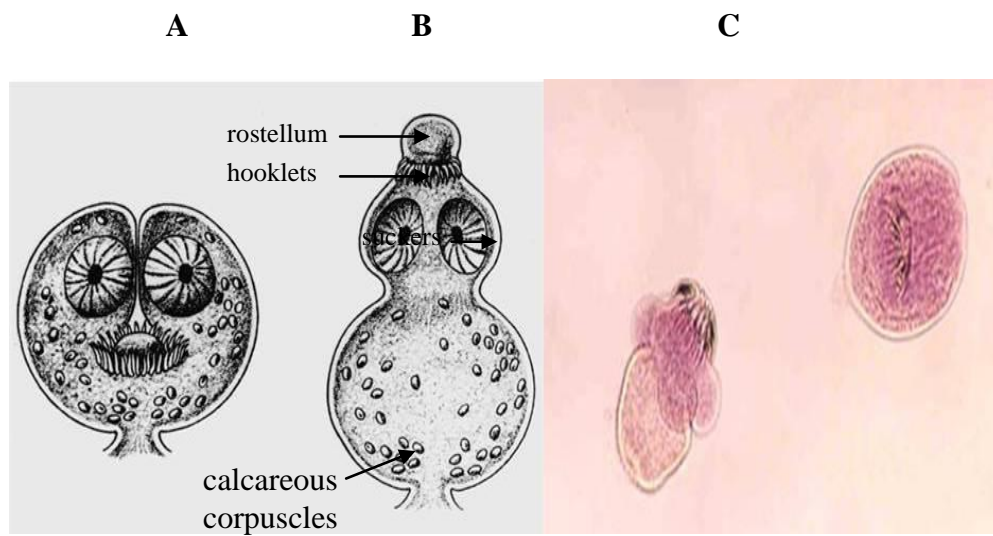 A B C
rostellum
hooklets
suckers
calcareous
corpuscles